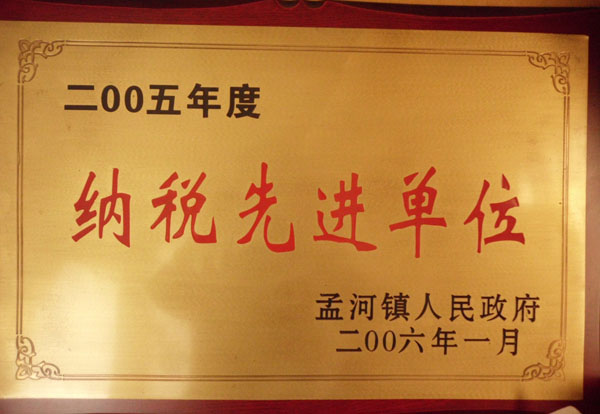 二00五年度
纳税先进单位
孟河镇人民政府
二00六年一月